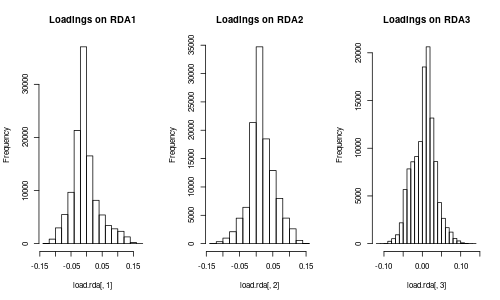 Loadings on RDA1
Frequency
0 10000 20000 30000
-0.15 -0.05 0.05 0.15
load.rda[, 1]
Loadings on RDA2
Frequency
0 5000 10000 15000 20000 25000 30000 35000
-0.15 -0.05 0.05 0.15
load.rda[, 2]
Loadings on RDA3
Frequency
0 5000 10000 15000 20000
-0.10 0.00 0.10
load.rda[, 3]